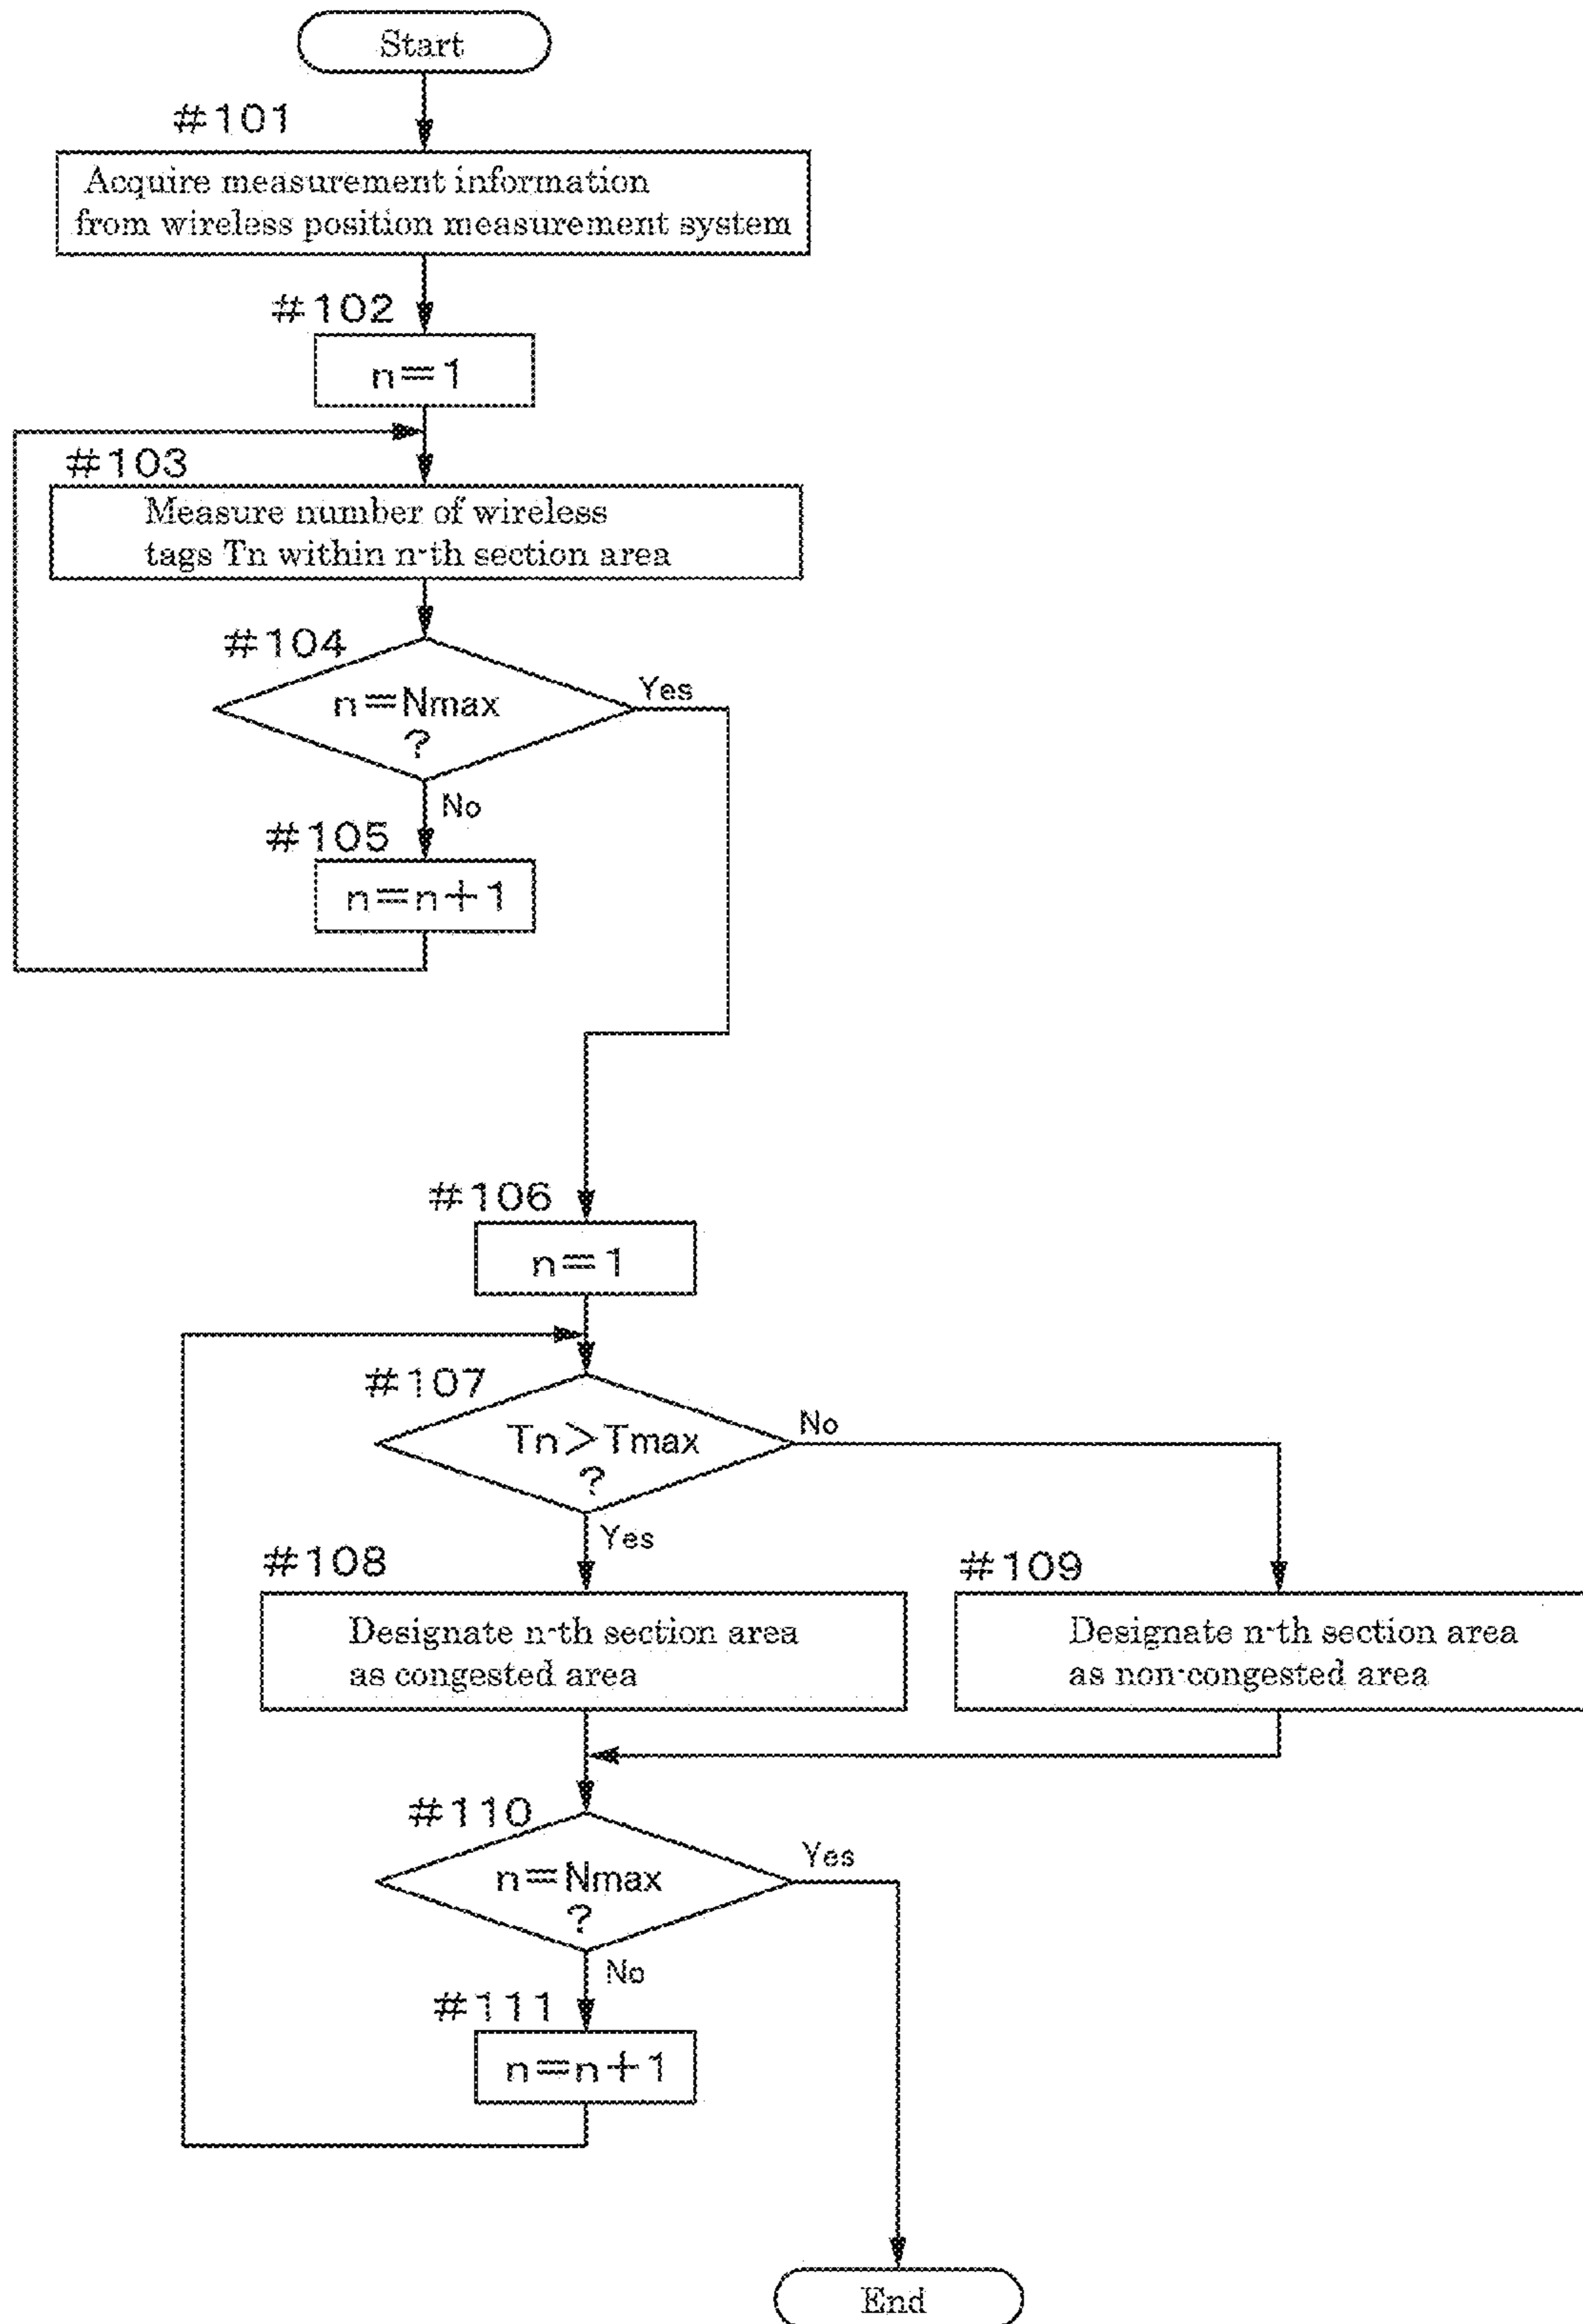 Start
#101
Acquire measurement information
from wireless position measurement system
#102
n=1
#103
Measure number of wireless
tags Tn within n-th section area
#104
n=Nmax
?
Yes
No
#105
n=n+1
#106
n=1
#107
Tn>Tmax
?
No
Yes
#108
Designate n-th section area
as congested area
#109
Designate n-th section area
as non-congested area
#110
n=Nmax
?
Yes
No
#111
n=n+1
End